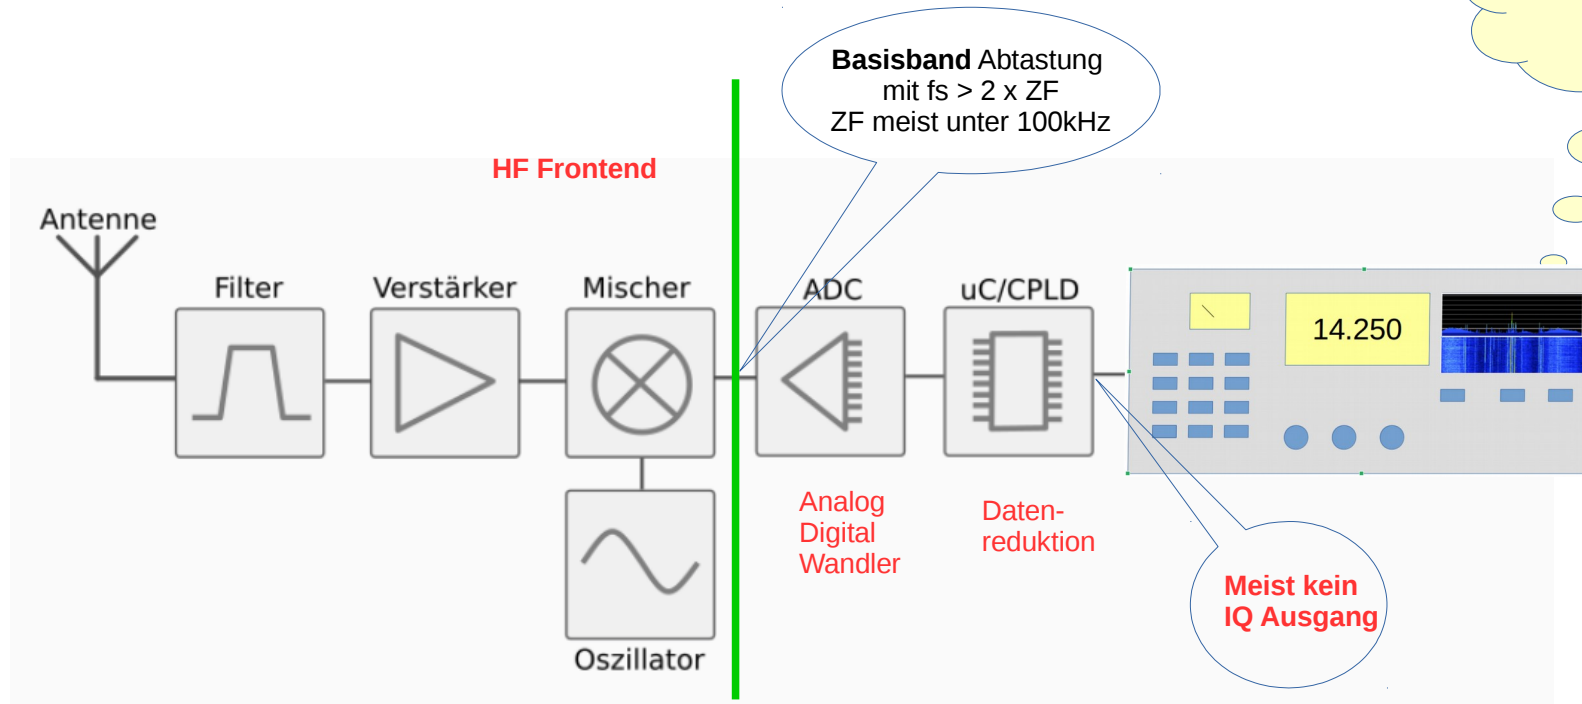 Basisband Abtastung
mit fs > 2 x ZF
ZF meist unter 100kHz
HF Frontend
Antenne
Filter
Verstärker
Mischer
ADC
uC/CPLD
14.250
Analog
Digital
Wandler
Daten-
reduktion
Meist kein
IQ Ausgang
Oszillator